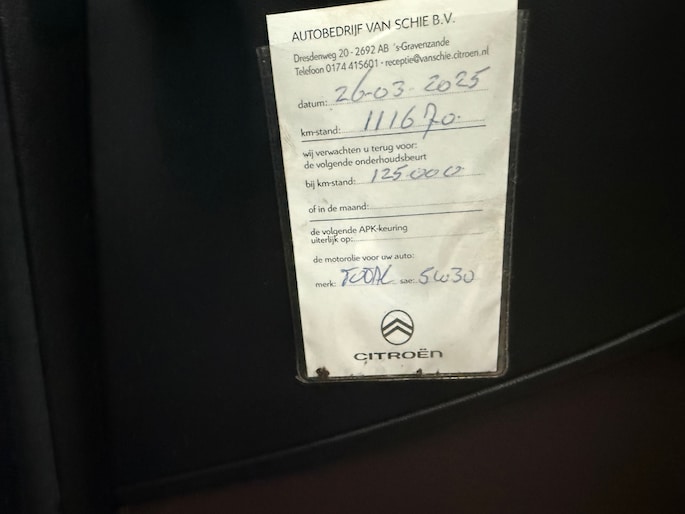 AUTOBEDRIJF VAN SCHIE B.V.
Dresdenweg 20 - 2692 AB 's-Gravenzande
Telefoon 0174 415601 - receptie@vanschie.citroen.nl
datum: 26-03-2025
km-stand: 111670
wij verwachten u terug voor:
de volgende onderhoudsbeurt
bij km-stand: 125000
of in de maand:
de volgende APK-keuring
uiterlijk op:
de motorolie voor uw auto:
merk: TOTAL sae: 5W30
CITROËN